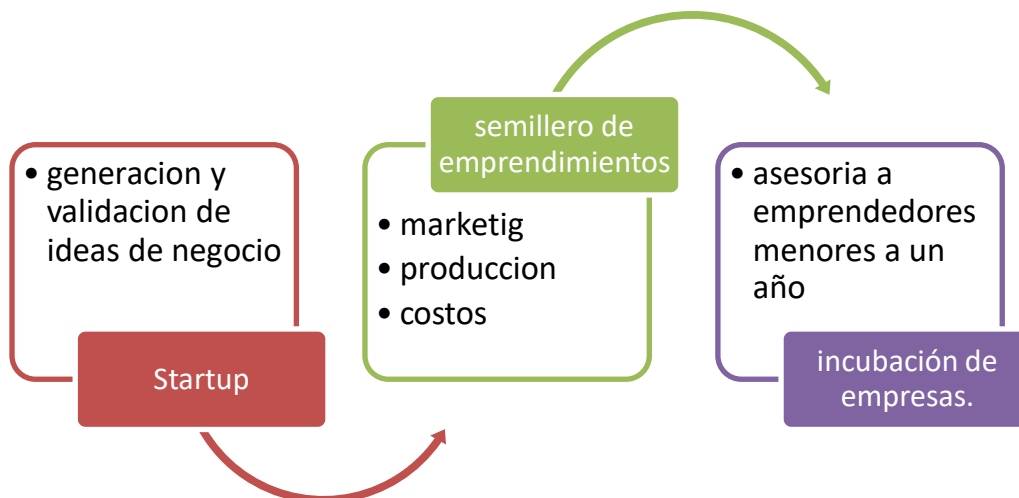 • generacion y
validacion de
ideas de negocio
Startup
semillero de
emprendimientos
• marketig
• produccion
• costos
• asesoria a
emprendedores
menores a un
año
incubación de
empresas.